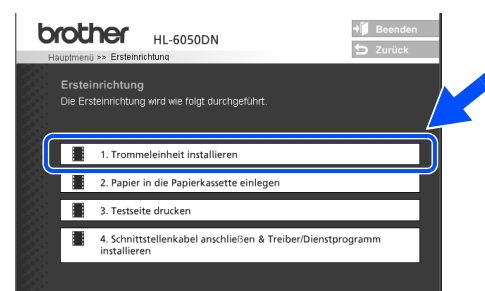 brother HL-6050DN
Beenden
Zurück
Hauptmenü >> Ersteinrichtung
Ersteinrichtung
Die Ersteinrichtung wird wie folgt durchgeführt.
1. Trommeleinheit installieren
2. Papier in die Papierkassette einlegen
3. Testseite drucken
4. Schnittstellenkabel anschließen & Treiber/Dienstprogramm
installieren